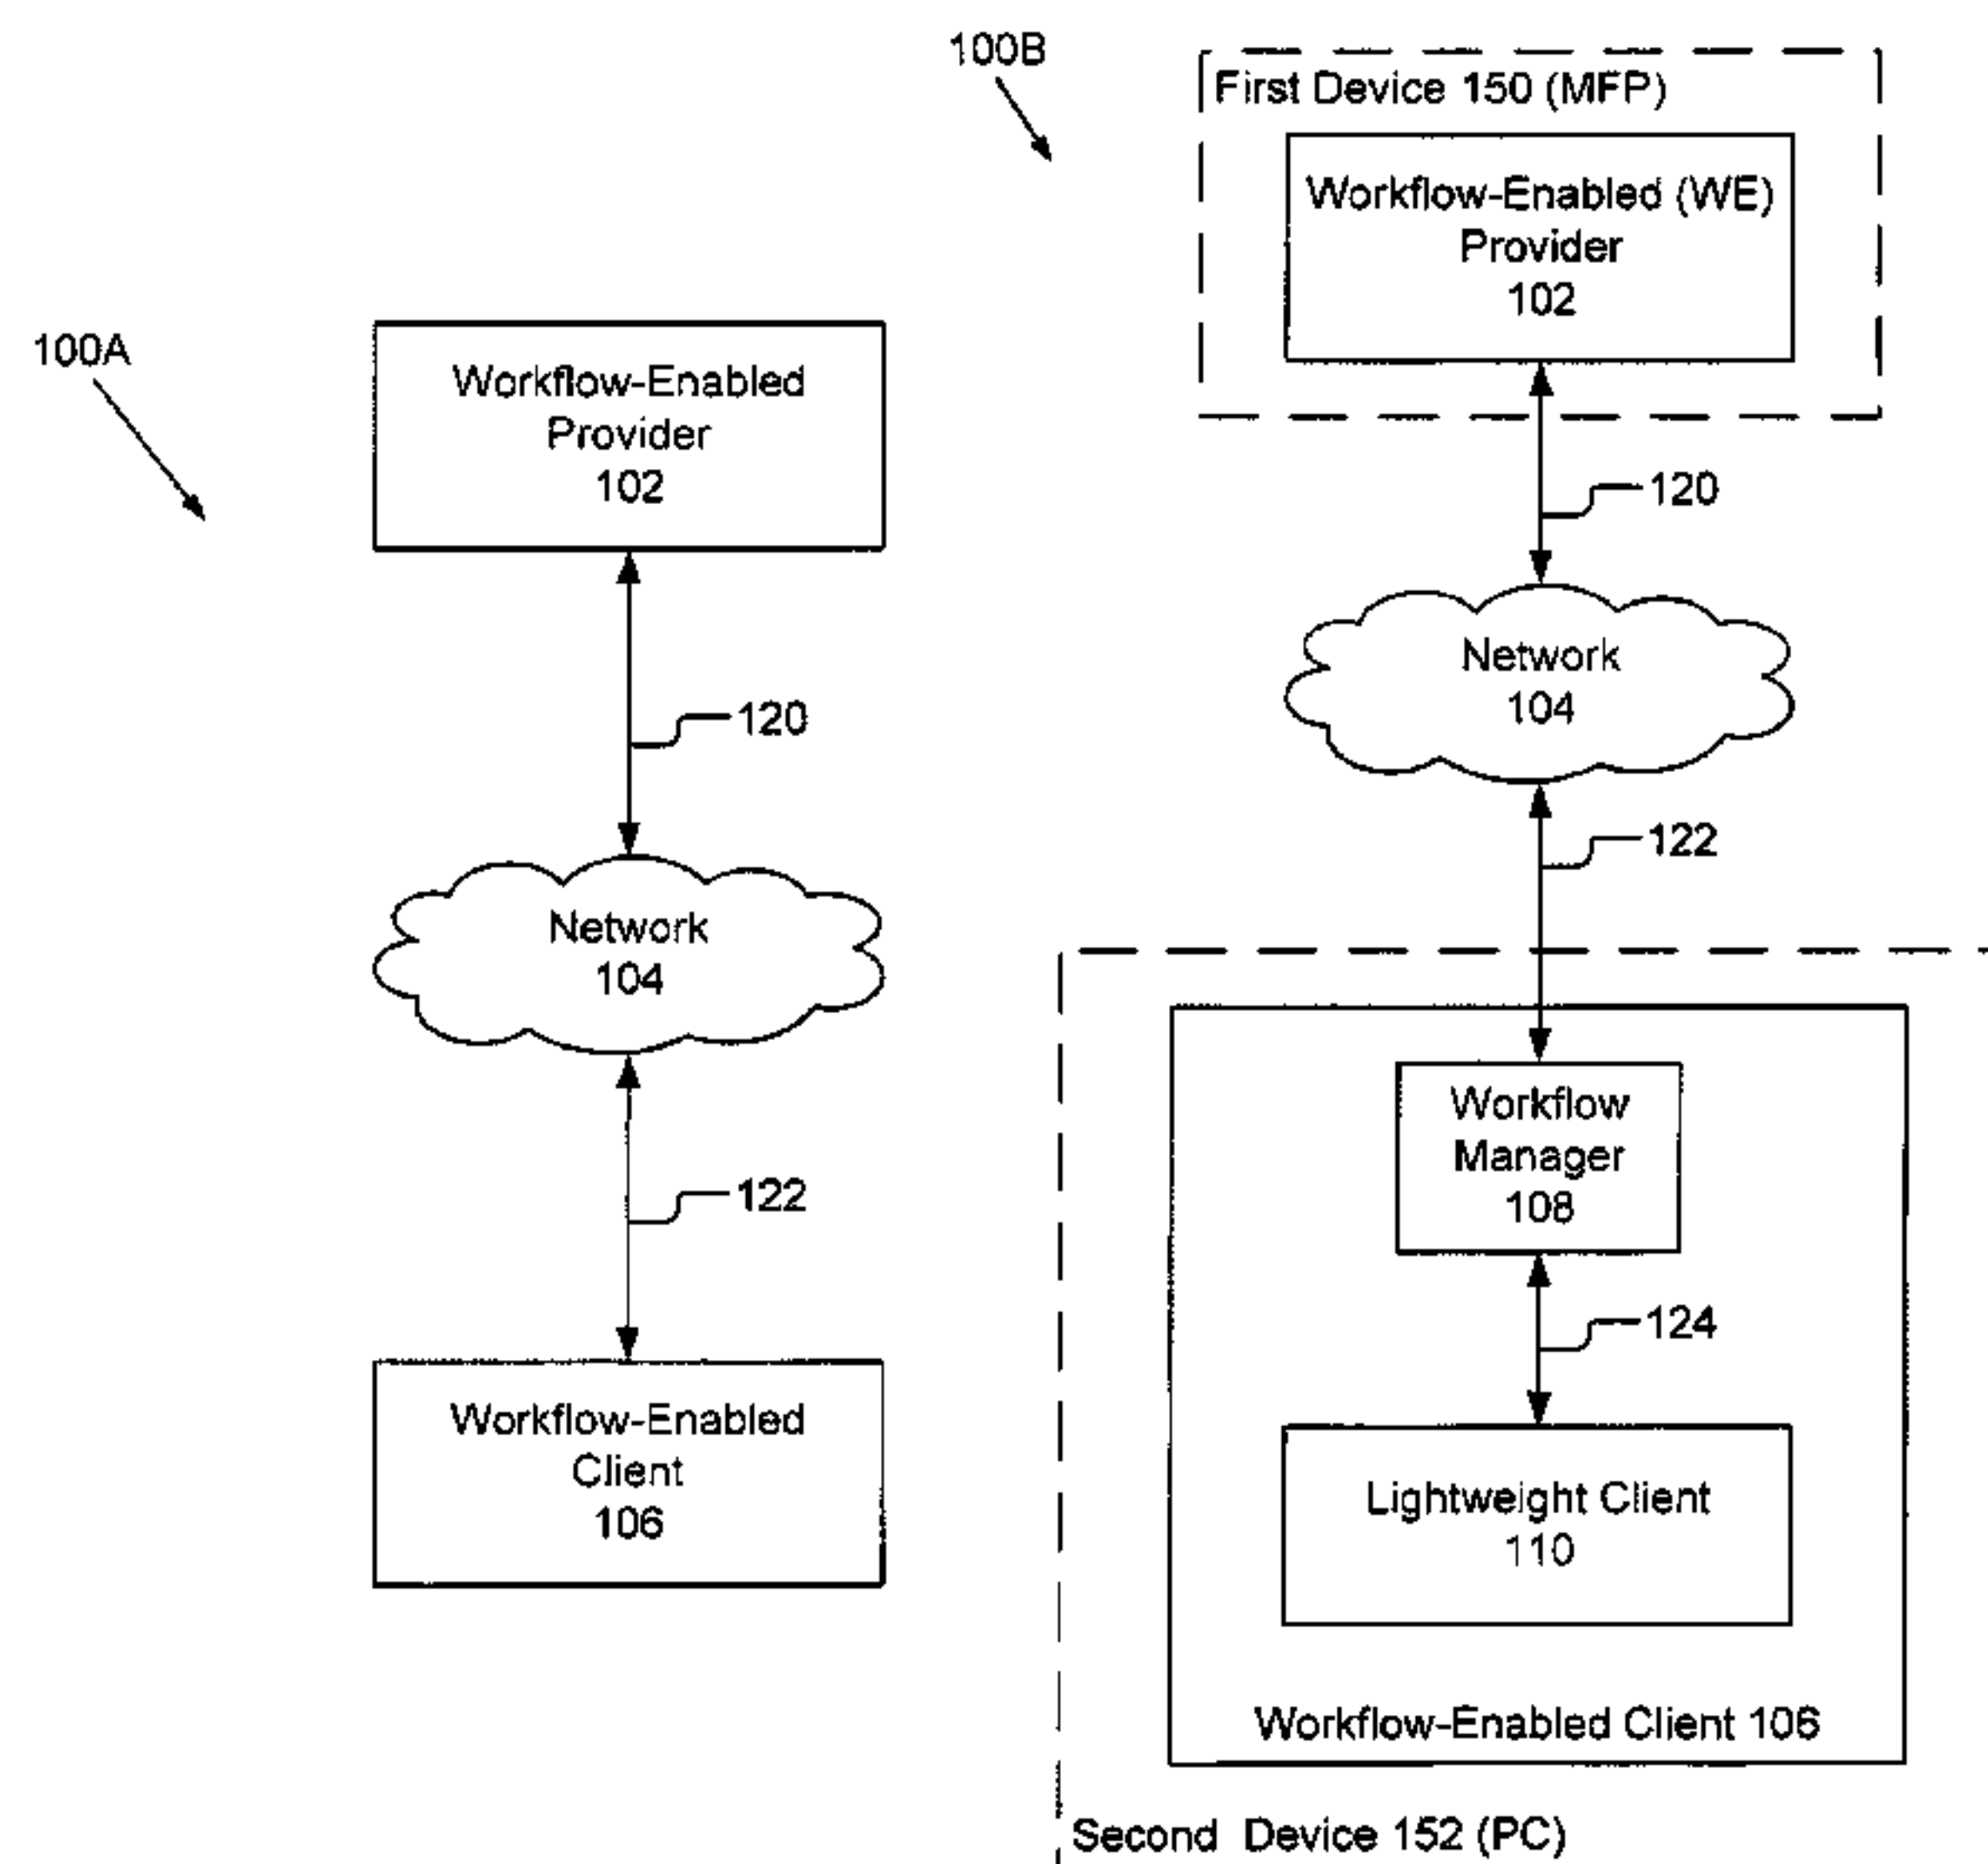 100A
Workflow-Enabled
Provider
102
120
Network
104
122
Workflow-Enabled
Client
106
100B
First Device 150 (MFP)
Workflow-Enabled (WE)
Provider
102
120
Network
104
122
Workflow
Manager
108
124
Lightweight Client
110
Workflow-Enabled Client 106
Second Device 152 (PC)